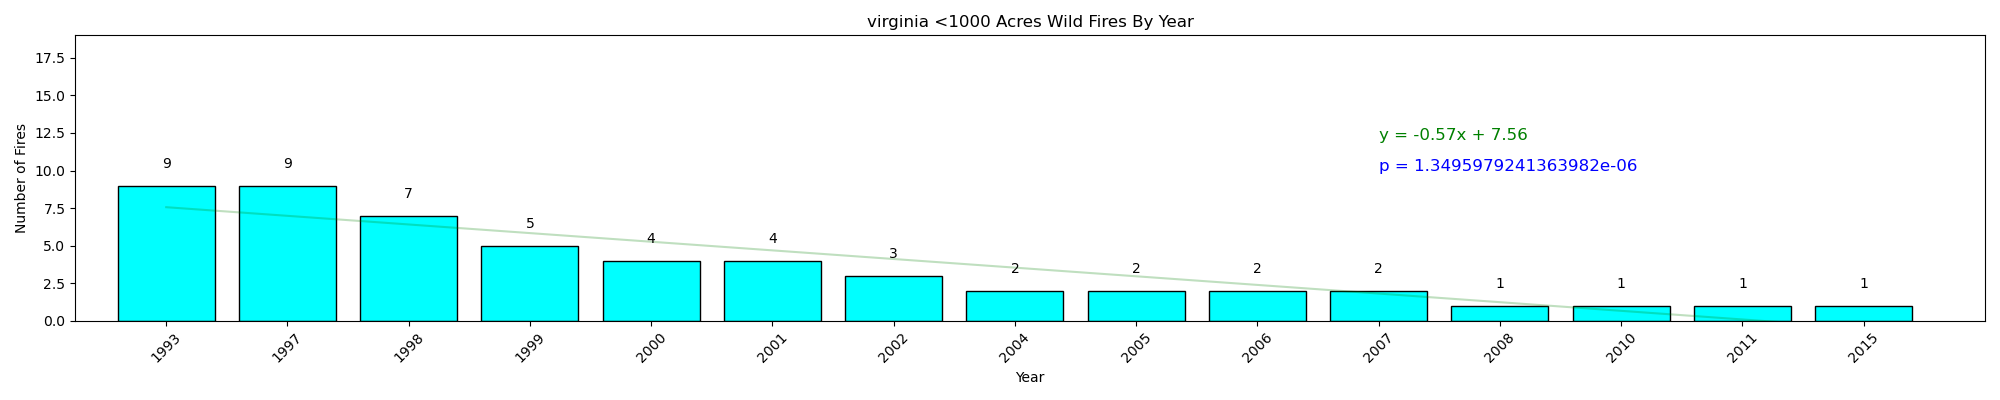 virginia <1000 Acres Wild Fires By Year
Number of Fires
17.5
15.0
12.5
10.0
7.5
5.0
2.5
0.0
y = -0.57x + 7.56
p = 1.3495979241363982e-06
9 9 7 5 4 4 3 2 2 2 2 1 1 1 1
1993 1997 1998 1999 2000 2001 2002 2004 2005 2006 2007 2008 2010 2011 2015
Year